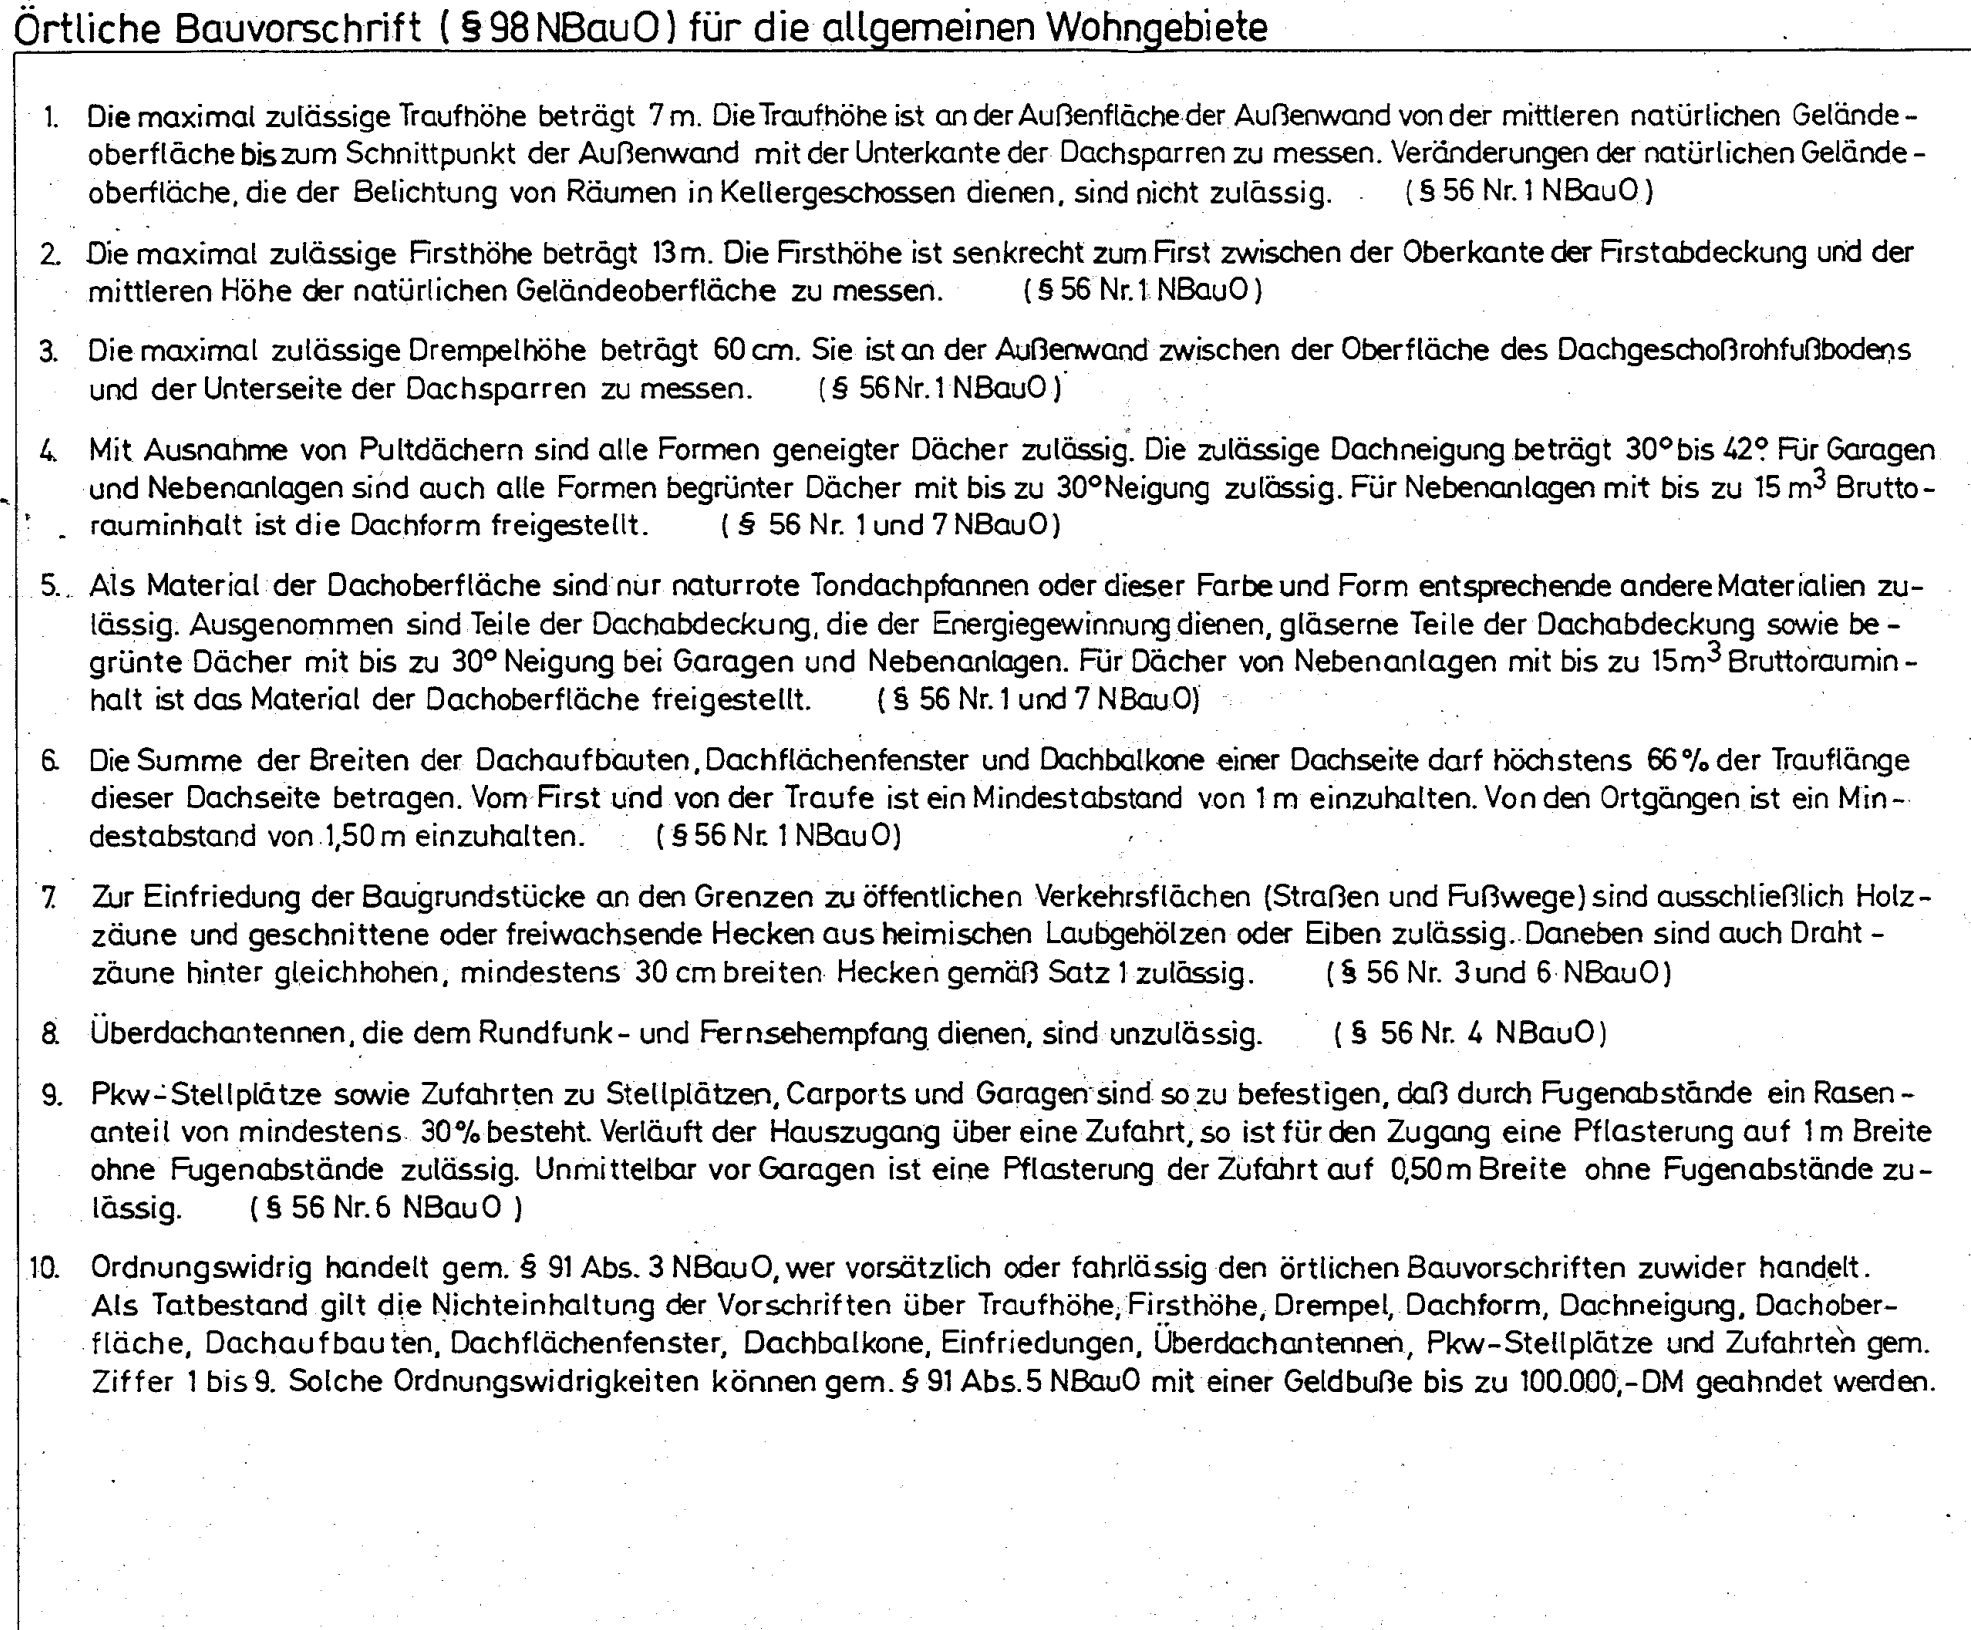 Örtliche Bauvorschrift (§ 98 NBauO) für die allgemeinen Wohngebiete
1. Die maximal zulässige Traufhöhe beträgt 7 m. Die Traufhöhe ist an der Außenfläche der Außenwand von der mittleren natürlichen Gelände-
oberfläche bis zum Schnittpunkt der Außenwand mit der Unterkante der Dachsparren zu messen. Veränderungen der natürlichen Gelände-
oberfläche, die der Belichtung von Räumen in Kellergeschossen dienen, sind nicht zulässig. (§ 56 Nr. 1 NBauO)
2. Die maximal zulässige Firsthöhe beträgt 13 m. Die Firsthöhe ist senkrecht zum First zwischen der Oberkante der Firstabdeckung und der
mittleren Höhe der natürlichen Geländeoberfläche zu messen. (§ 56 Nr. 1 NBauO)
3. Die maximal zulässige Drempelhöhe beträgt 60 cm. Sie ist an der Außenwand zwischen der Oberfläche des Dachgeschoßrohfußbodens
und der Unterseite der Dachsparren zu messen. (§ 56 Nr. 1 NBauO)
4. Mit Ausnahme von Pultdächern sind alle Formen geneigter Dächer zulässig. Die zulässige Dachneigung beträgt 30° bis 42°. Für Garagen
und Nebenanlagen sind auch alle Formen begrünter Dächer mit bis zu 30° Neigung zulässig. Für Nebenanlagen mit bis zu 15 m³ Brutto-
rauminhalt ist die Dachform freigestellt. (§ 56 Nr. 1 und 7 NBauO)
5. Als Material der Dachoberfläche sind nur naturrote Tondachpfannen oder dieser Farbe und Form entsprechende andere Materialien zu-
lässig. Ausgenommen sind Teile der Dachabdeckung, die der Energiegewinnung dienen, gläserne Teile der Dachabdeckung sowie be-
grünte Dächer mit bis zu 30° Neigung bei Garagen und Nebenanlagen. Für Dächer von Nebenanlagen mit bis zu 15 m³ Bruttoraumin-
halt ist das Material der Dachoberfläche freigestellt. (§ 56 Nr. 1 und 7 NBauO)
6. Die Summe der Breiten der Dachaufbauten, Dachflächenfenster und Dachbalkone einer Dachseite darf höchstens 66 % der Trauflänge
dieser Dachseite betragen. Vom First und von der Traufe ist ein Mindestabstand von 1 m einzuhalten. Von den Ortgängen ist ein Min-
destabstand von 1,50 m einzuhalten. (§ 56 Nr. 1 NBauO)
7. Zur Einfriedung der Baugrundstücke an den Grenzen zu öffentlichen Verkehrsflächen (Straßen und Fußwege) sind ausschließlich Holz-
zäune und geschnittene oder freiwachsende Hecken aus heimischen Laubgehölzen oder Eiben zulässig. Daneben sind auch Draht-
zäune hinter gleichhohen, mindestens 30 cm breiten Hecken gemäß Satz 1 zulässig. (§ 56 Nr. 3 und 6 NBauO)
8. Überdachantennen, die dem Rundfunk- und Fernsehempfang dienen, sind unzulässig. (§ 56 Nr. 4 NBauO)
9. Pkw-Stellplätze sowie Zufahrten zu Stellplätzen, Carports und Garagen sind so zu befestigen, daß durch Fugenabstände ein Rasen-
anteil von mindestens 30 % besteht. Verläuft der Hauszugang über eine Zufahrt, so ist für den Zugang eine Pflasterung auf 1 m Breite
ohne Fugenabstände zulässig. Unmittelbar vor Garagen ist eine Pflasterung der Zufahrt auf 0,50 m Breite ohne Fugenabstände zu-
lässig. (§ 56 Nr. 6 NBauO)
10. Ordnungswidrig handelt gem. § 91 Abs. 3 NBauO, wer vorsätzlich oder fahrlässig den örtlichen Bauvorschriften zuwider handelt.
Als Tatbestand gilt die Nichteinhaltung der Vorschriften über Traufhöhe, Firsthöhe, Drempel, Dachform, Dachneigung, Dachober-
fläche, Dachaufbauten, Dachflächenfenster, Dachbalkone, Einfriedungen, Überdachantennen, Pkw-Stellplätze und Zufahrten gem.
Ziffer 1 bis 9. Solche Ordnungswidrigkeiten können gem. § 91 Abs. 5 NBauO mit einer Geldbuße bis zu 100.000,- DM geahndet werden.